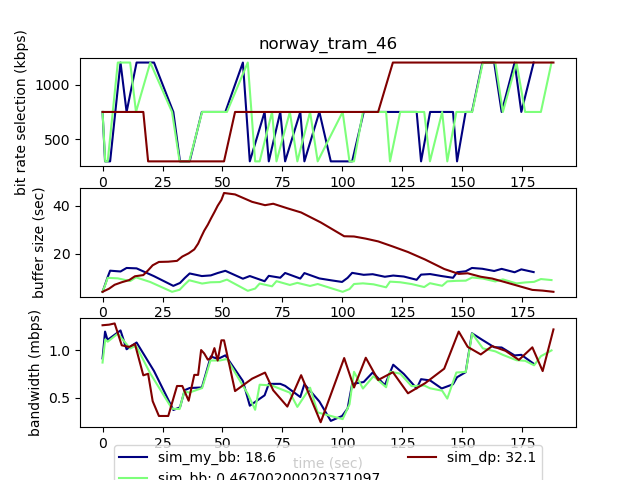 norway_tram_46
bit rate selection (kbps)
1000
500
0 25 50 75 100 125 150 175
buffer size (sec)
40
20
0 25 50 75 100 125 150 175
bandwidth (mbps)
1.0
0.5
0 25 50 75 100 125 150 175
time (sec)
sim_my_bb: 18.6 sim_dp: 32.1
sim_bb: 0.46700200020371097